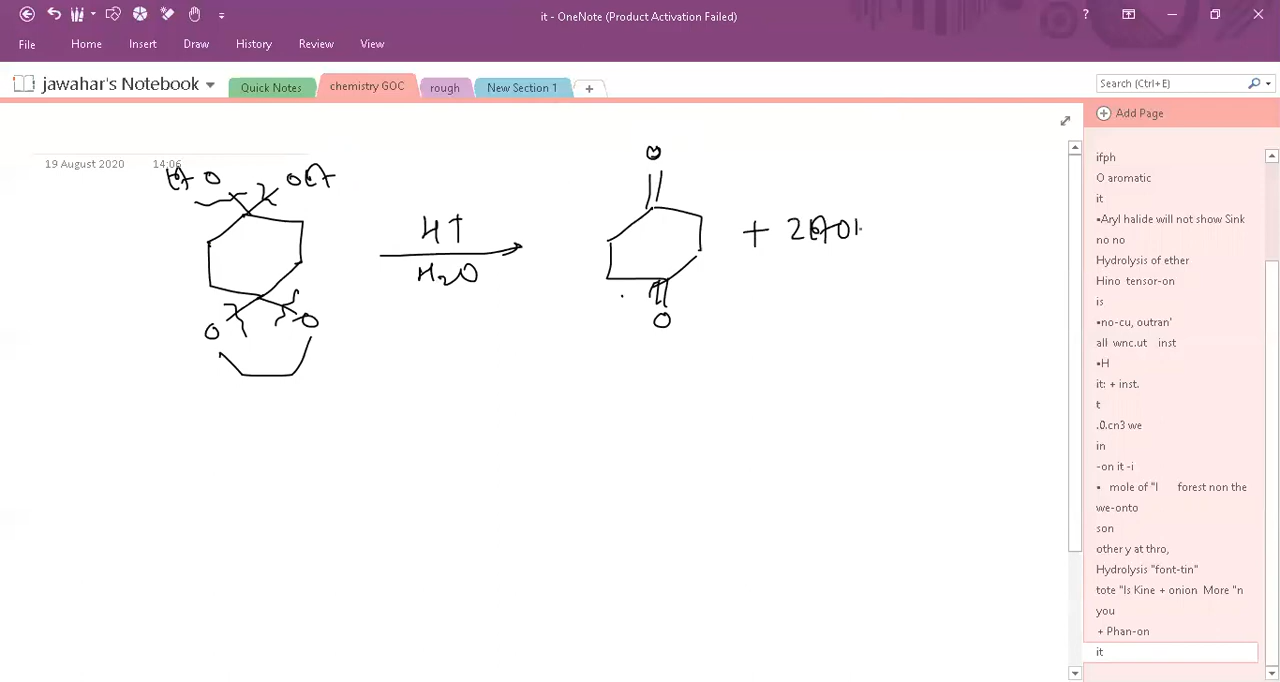 it - OneNote (Product Activation Failed)
?
File Home Insert Draw History Review View
jawahar's Notebook Quick Notes chemistry GOC rough New Section 1 +
Search (Ctrl+E)
Add Page
19 August 2020 14:06
EtO OEt
O O
H+
H2O
O
O
+ 2EtOH
ifph
O aromatic
it
•Aryl halide will not show Sink
no no
Hydrolysis of ether
Hino tensor-on
is
•no-cu, outran'
all wnc.ut inst
•H
it: + inst.
t
.0.cn3 we
in
-on it -i
• mole of "I forest non the
we-onto
son
other y at thro,
Hydrolysis "font-tin"
tote "Is Kine + onion More "n
you
+ Phan-on
it